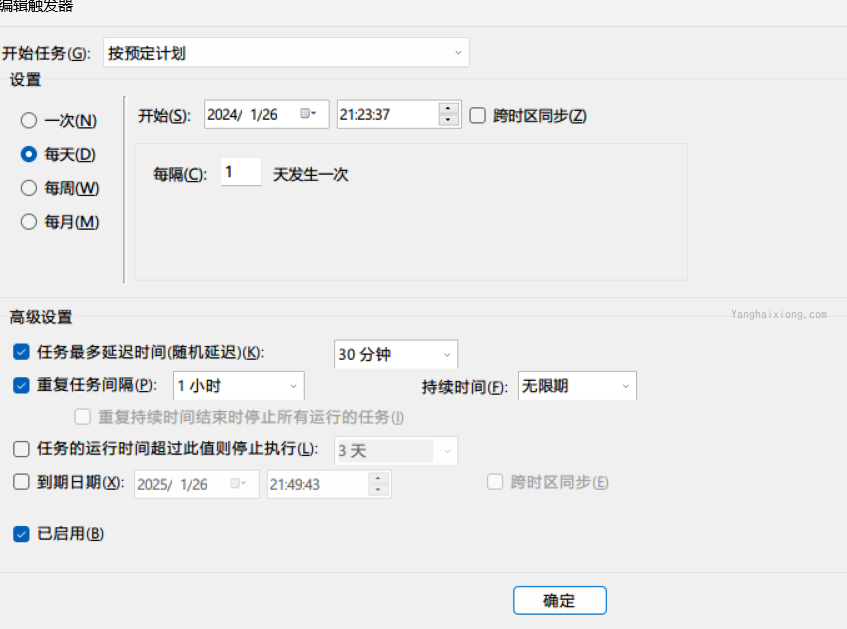 编辑触发器
开始任务(G): 按预定计划
设置
一次(N)
每天(D)
每周(W)
每月(M)
开始(S): 2024/ 1/26 21:23:37 跨时区同步(Z)
每隔(C): 1 天发生一次
高级设置
Yanghaixiong.com
任务最多延迟时间(随机延迟)(K): 30 分钟
重复任务间隔(P): 1 小时 持续时间(F): 无限期
重复持续时间结束时停止所有运行的任务(I)
任务的运行时间超过此值则停止执行(L): 3 天
到期日期(X): 2025/ 1/26 21:49:43 跨时区同步(E)
已启用(B)
确定